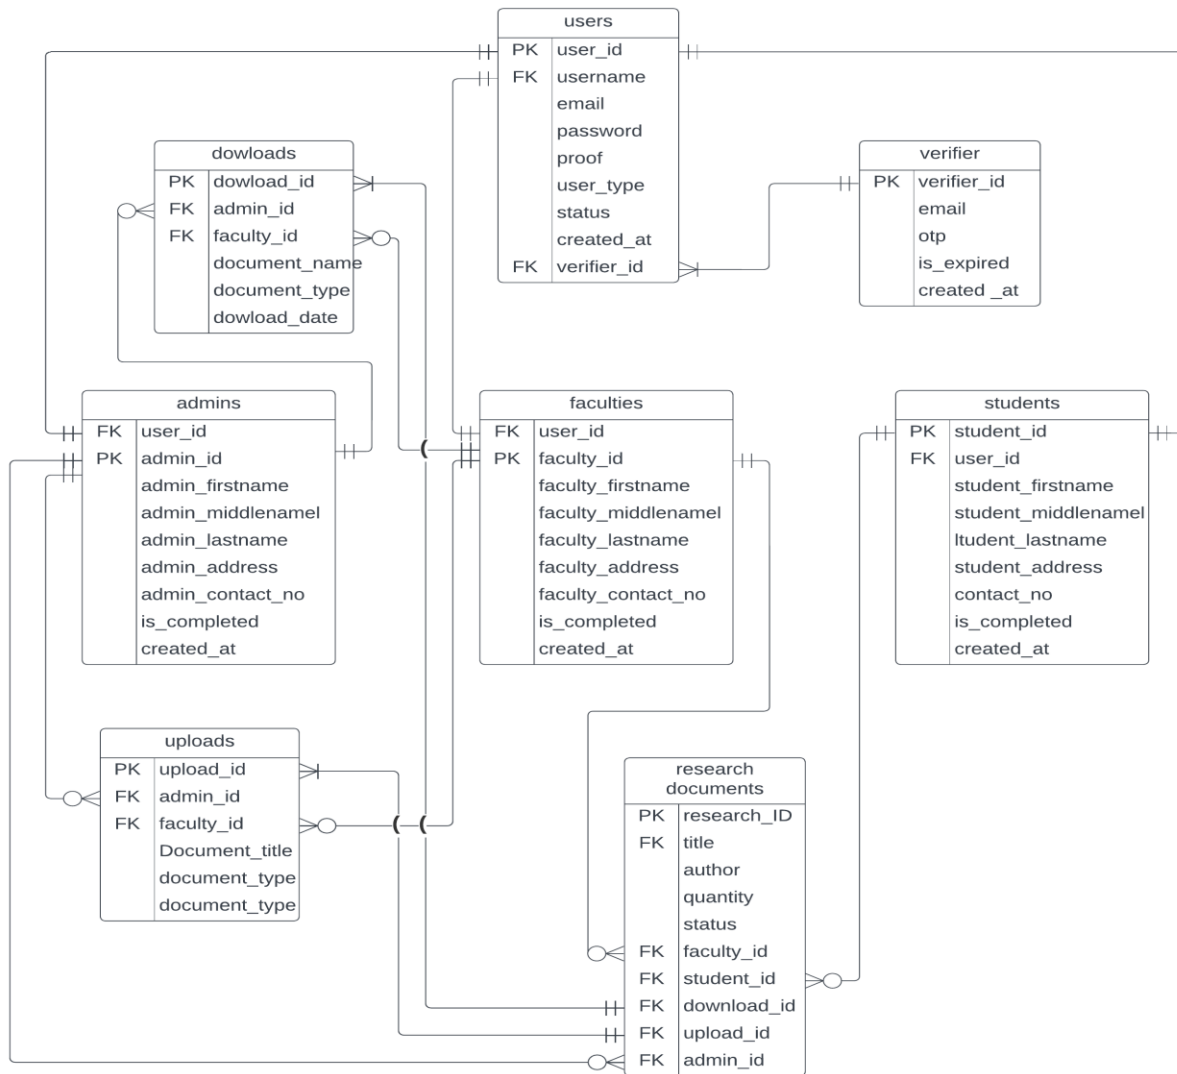 users
PK user_id
FK username
email
password
proof
user_type
status
created_at
FK verifier_id
dowloads
PK dowload_id
FK admin_id
FK faculty_id
document_name
document_type
dowload_date
verifier
PK verifier_id
email
otp
is_expired
created _at
admins
FK user_id
PK admin_id
admin_firstname
admin_middlenamel
admin_lastname
admin_address
admin_contact_no
is_completed
created_at
faculties
FK user_id
PK faculty_id
faculty_firstname
faculty_middlenamel
faculty_lastname
faculty_address
faculty_contact_no
is_completed
created_at
students
PK student_id
FK user_id
student_firstname
student_middlenamel
ltudent_lastname
student_address
contact_no
is_completed
created_at
uploads
PK upload_id
FK admin_id
FK faculty_id
Document_title
document_type
document_type
research
documents
PK research_ID
FK title
author
quantity
status
FK faculty_id
FK student_id
FK download_id
FK upload_id
FK admin_id